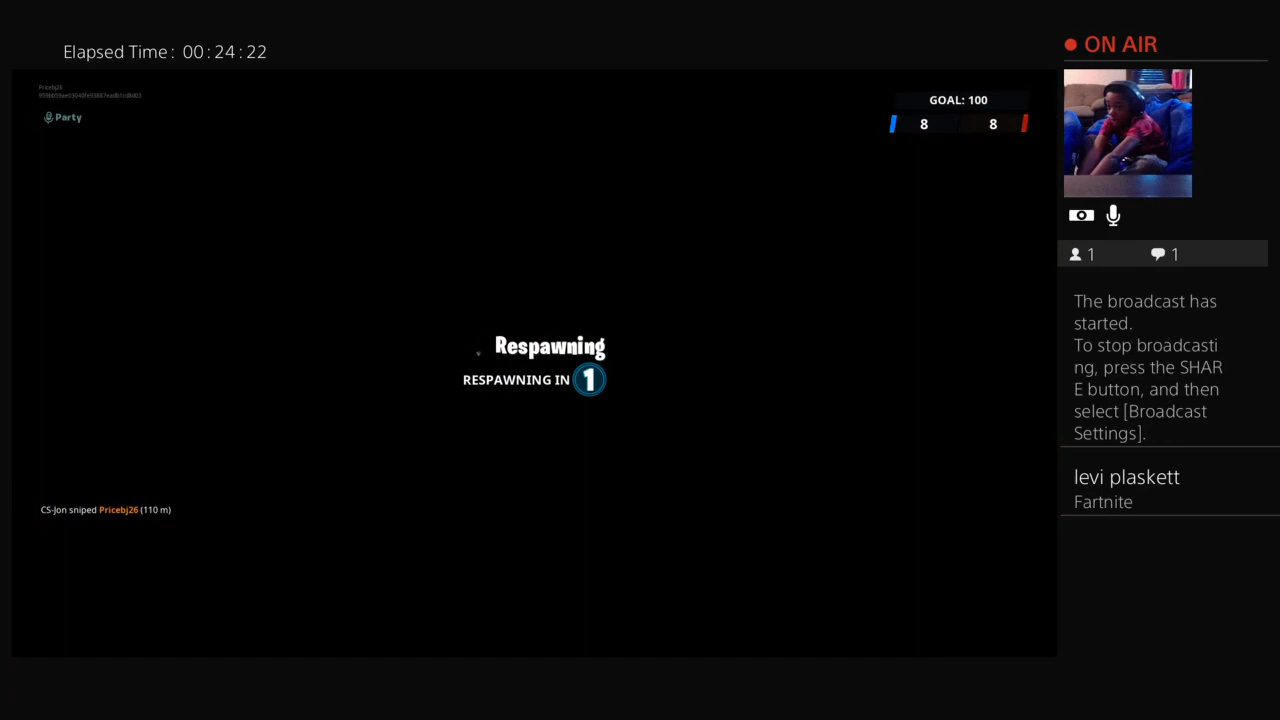 Elapsed Time: 00:24:22
ON AIR
Pricebj26
Party
GOAL: 100
8 8
1 1
The broadcast has
started.
To stop broadcasti
ng, press the SHAR
E button, and then
select [Broadcast
Settings].
Respawning
RESPAWNING IN 1
levi plaskett
Fartnite
CS-Jon sniped Pricebj26 (110 m)